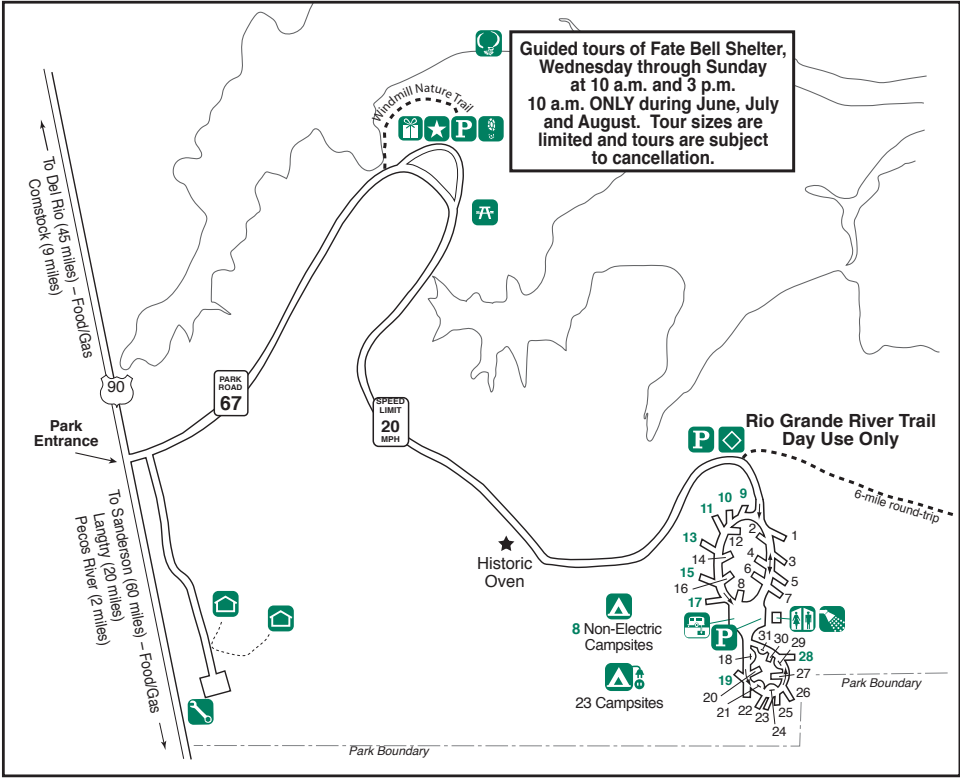 Guided tours of Fate Bell Shelter,
Wednesday through Sunday
at 10 a.m. and 3 p.m.
10 a.m. ONLY during June, July
and August. Tour sizes are
limited and tours are subject
to cancellation.
Windmill Nature Trail
P
To Del Rio (45 miles) – Food/Gas
Comstock (9 miles)
90
PARK
ROAD
67
SPEED
LIMIT
20
MPH
Park
Entrance
To Sanderson (60 miles) – Food/Gas
Langtry (20 miles)
Pecos River (2 miles)
P
Rio Grande River Trail
Day Use Only
6-mile round-trip
Historic
Oven
9
10
11
2
1
12
13
4
3
14
6
5
15
16
8
7
17
P
8 Non-Electric
Campsites
23 Campsites
31
30
29
18
28
19
27
20
26
21
22
23
25
24
Park Boundary
Park Boundary